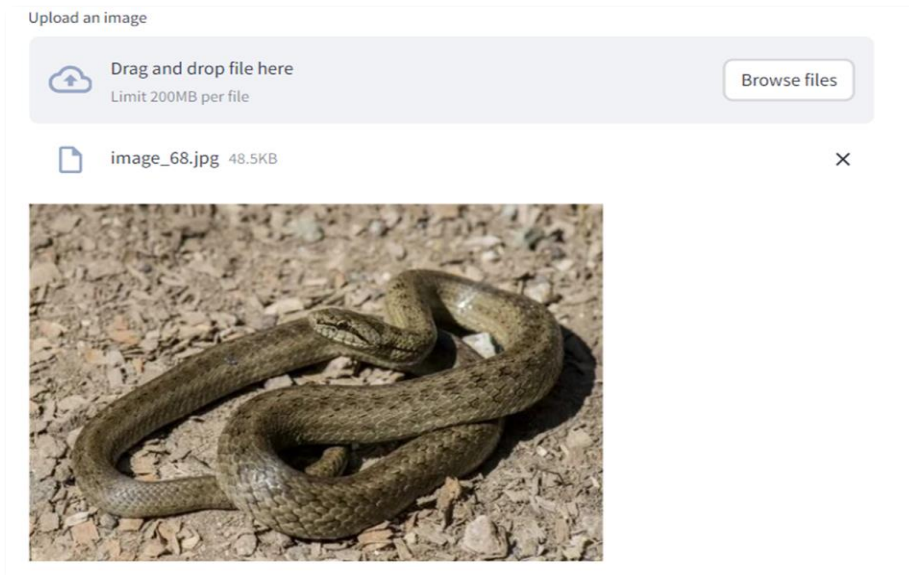 Upload an image
Drag and drop file here
Limit 200MB per file
Browse files
image_68.jpg 48.5KB